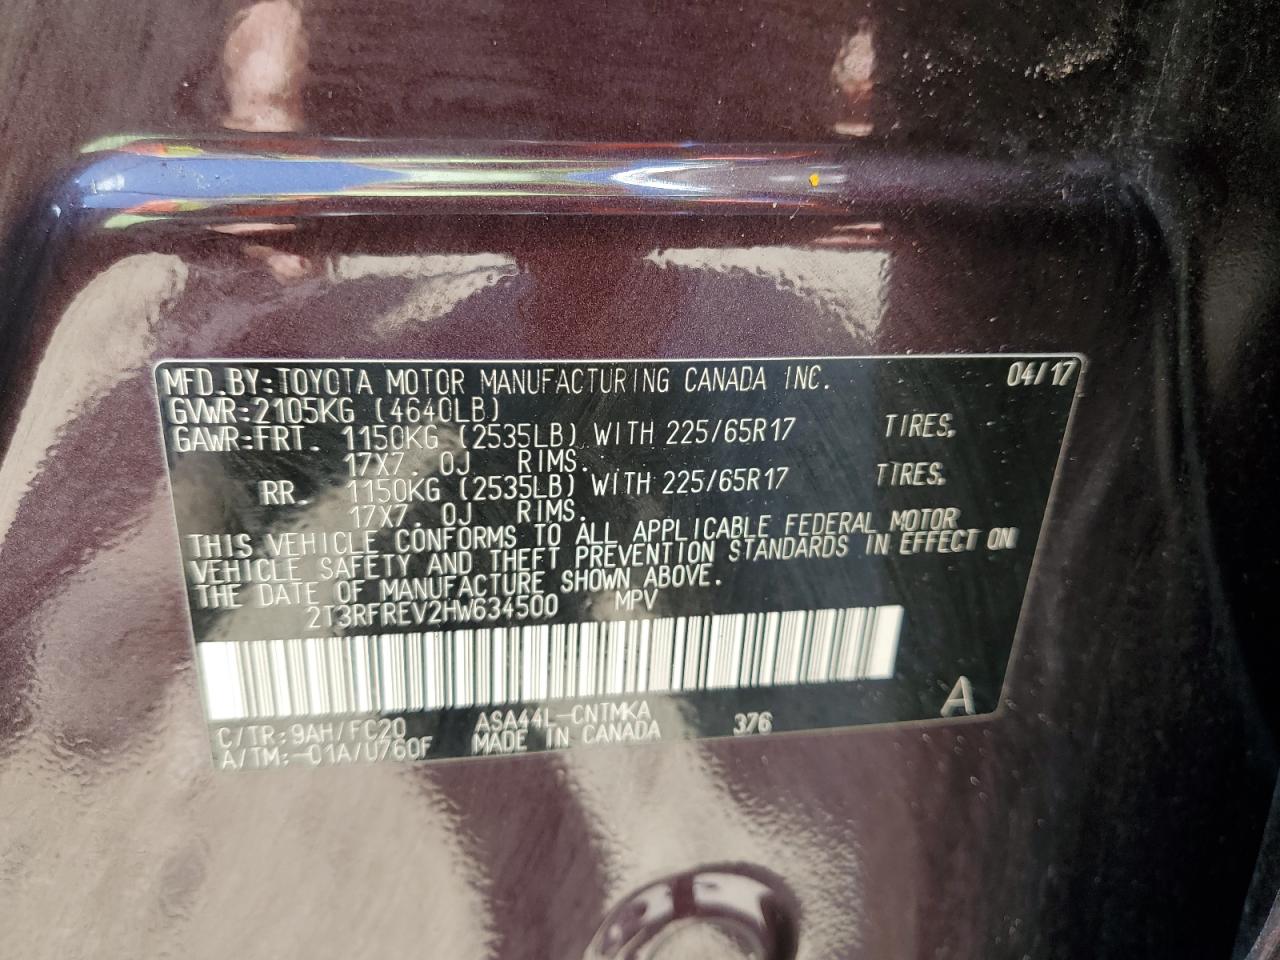 MFD.BY:TOYOTA MOTOR MANUFACTURING CANADA INC. 04/17
GVWR:2105KG (4640LB)
GAWR:FRT. 1150KG (2535LB) WITH 225/65R17 TIRES,
17X7. 0J RIMS.
RR. 1150KG (2535LB) WITH 225/65R17 TIRES,
17X7. 0J RIMS.
THIS VEHICLE CONFORMS TO ALL APPLICABLE FEDERAL MOTOR
VEHICLE SAFETY AND THEFT PREVENTION STANDARDS IN EFFECT ON
THE DATE OF MANUFACTURE SHOWN ABOVE.
2T3RFREV2HW634500 MPV
C/TR:9AH/FC20 ASA44L-CNTMKA 376 A
A/TM:-01A/U760F MADE IN CANADA